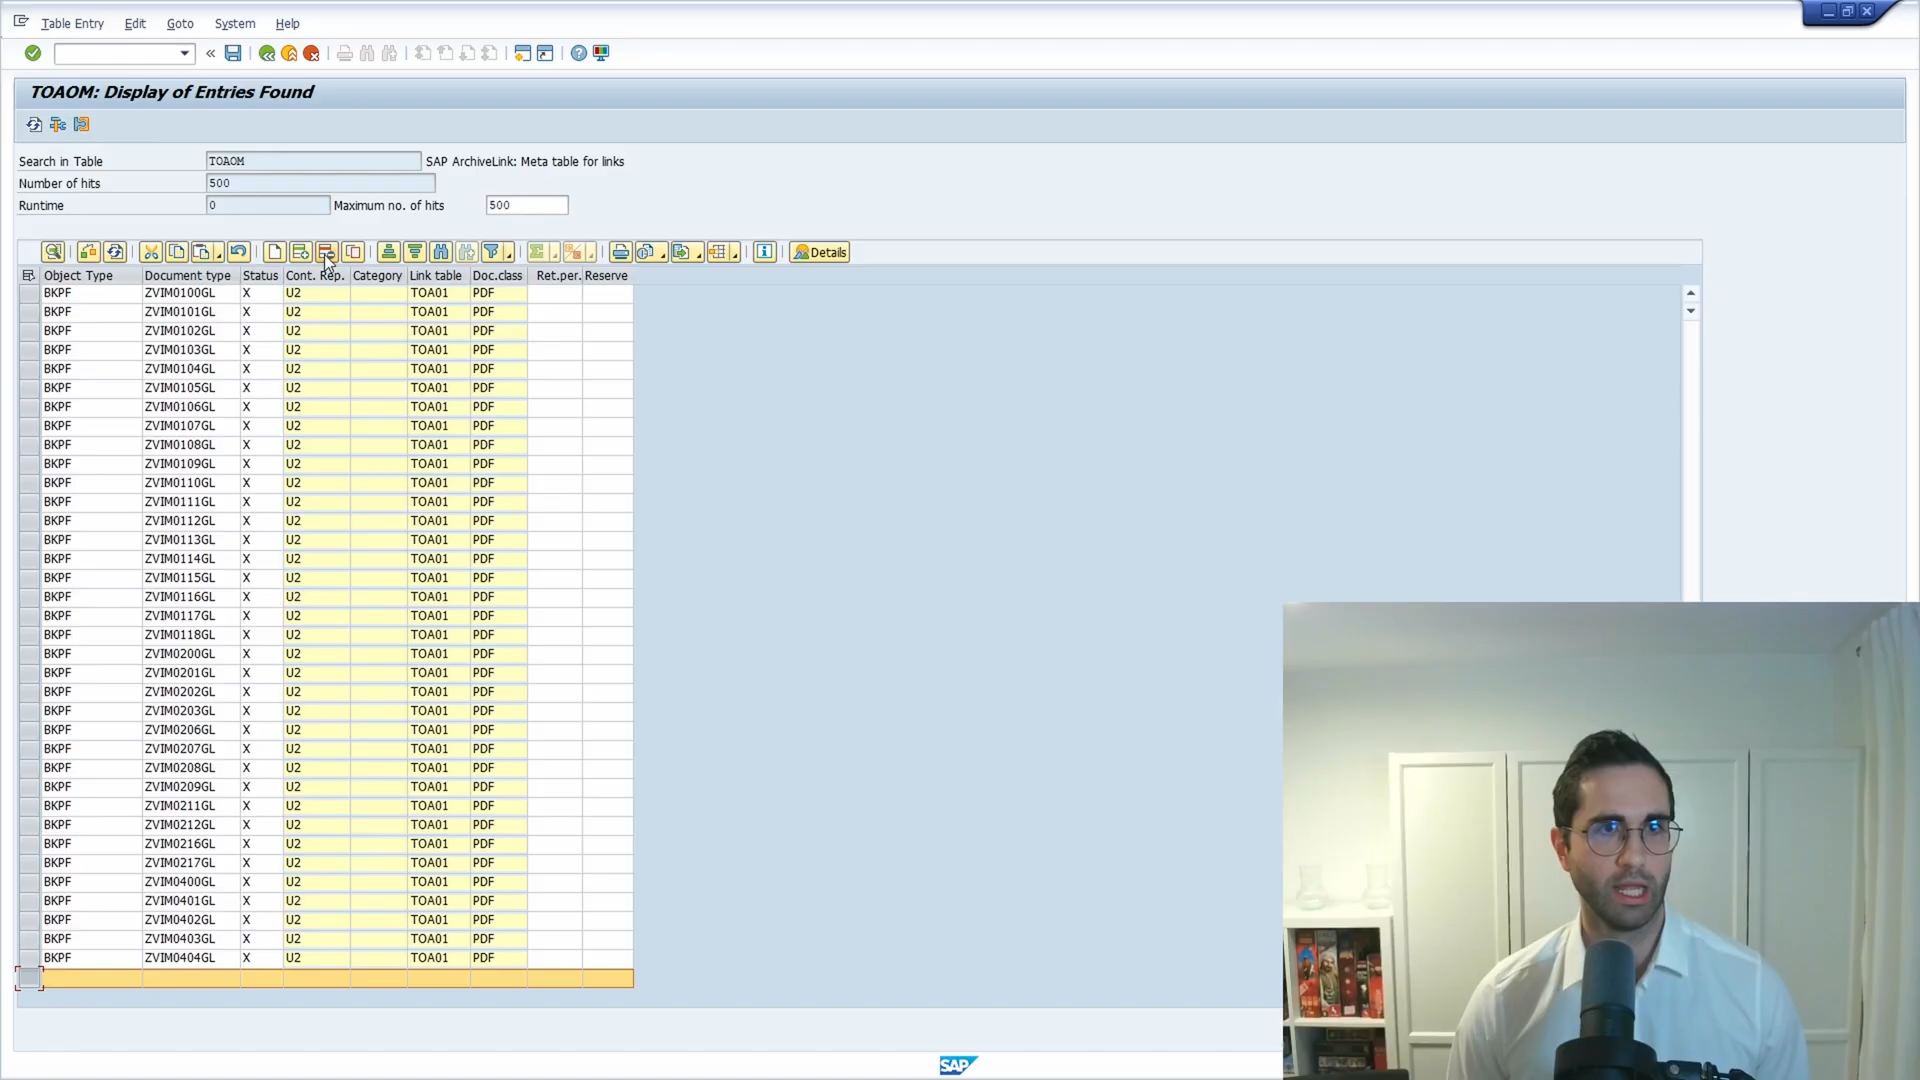 Table Entry Edit Goto System Help
TOAOM: Display of Entries Found
Search in Table TOAOM SAP ArchiveLink: Meta table for links
Number of hits 500
Runtime 0 Maximum no. of hits 500
Details
Object Type Document type Status Cont. Rep. Category Link table Doc.class Ret.per. Reserve
BKPF ZVIM0100GL X U2 TOA01 PDF
BKPF ZVIM0101GL X U2 TOA01 PDF
BKPF ZVIM0102GL X U2 TOA01 PDF
BKPF ZVIM0103GL X U2 TOA01 PDF
BKPF ZVIM0104GL X U2 TOA01 PDF
BKPF ZVIM0105GL X U2 TOA01 PDF
BKPF ZVIM0106GL X U2 TOA01 PDF
BKPF ZVIM0107GL X U2 TOA01 PDF
BKPF ZVIM0108GL X U2 TOA01 PDF
BKPF ZVIM0109GL X U2 TOA01 PDF
BKPF ZVIM0110GL X U2 TOA01 PDF
BKPF ZVIM0111GL X U2 TOA01 PDF
BKPF ZVIM0112GL X U2 TOA01 PDF
BKPF ZVIM0113GL X U2 TOA01 PDF
BKPF ZVIM0114GL X U2 TOA01 PDF
BKPF ZVIM0115GL X U2 TOA01 PDF
BKPF ZVIM0116GL X U2 TOA01 PDF
BKPF ZVIM0117GL X U2 TOA01 PDF
BKPF ZVIM0118GL X U2 TOA01 PDF
BKPF ZVIM0200GL X U2 TOA01 PDF
BKPF ZVIM0201GL X U2 TOA01 PDF
BKPF ZVIM0202GL X U2 TOA01 PDF
BKPF ZVIM0203GL X U2 TOA01 PDF
BKPF ZVIM0206GL X U2 TOA01 PDF
BKPF ZVIM0207GL X U2 TOA01 PDF
BKPF ZVIM0208GL X U2 TOA01 PDF
BKPF ZVIM0209GL X U2 TOA01 PDF
BKPF ZVIM0211GL X U2 TOA01 PDF
BKPF ZVIM0212GL X U2 TOA01 PDF
BKPF ZVIM0216GL X U2 TOA01 PDF
BKPF ZVIM0217GL X U2 TOA01 PDF
BKPF ZVIM0400GL X U2 TOA01 PDF
BKPF ZVIM0401GL X U2 TOA01 PDF
BKPF ZVIM0402GL X U2 TOA01 PDF
BKPF ZVIM0403GL X U2 TOA01 PDF
BKPF ZVIM0404GL X U2 TOA01 PDF
SAP